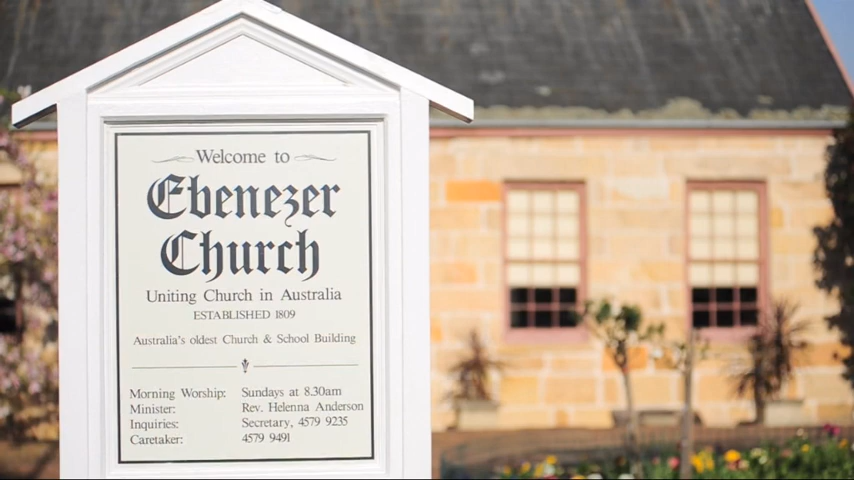 Welcome to
Ebenezer
Church
Uniting Church in Australia
ESTABLISHED 1809
Australia's oldest Church & School Building
Morning Worship: Sundays at 8.30am
Minister: Rev. Helenna Anderson
Inquiries: Secretary, 4579 9235
Caretaker: 4579 9491